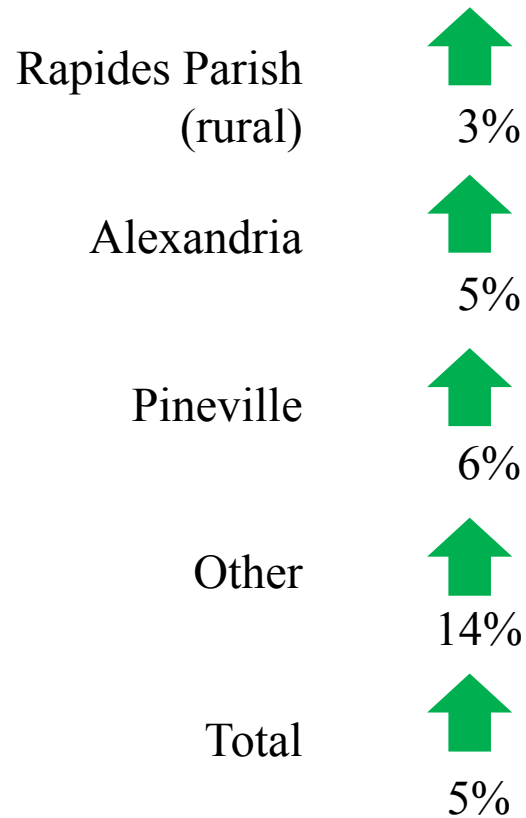 Rapides Parish
(rural)
3%
Alexandria
5%
Pineville
6%
Other
14%
Total
5%